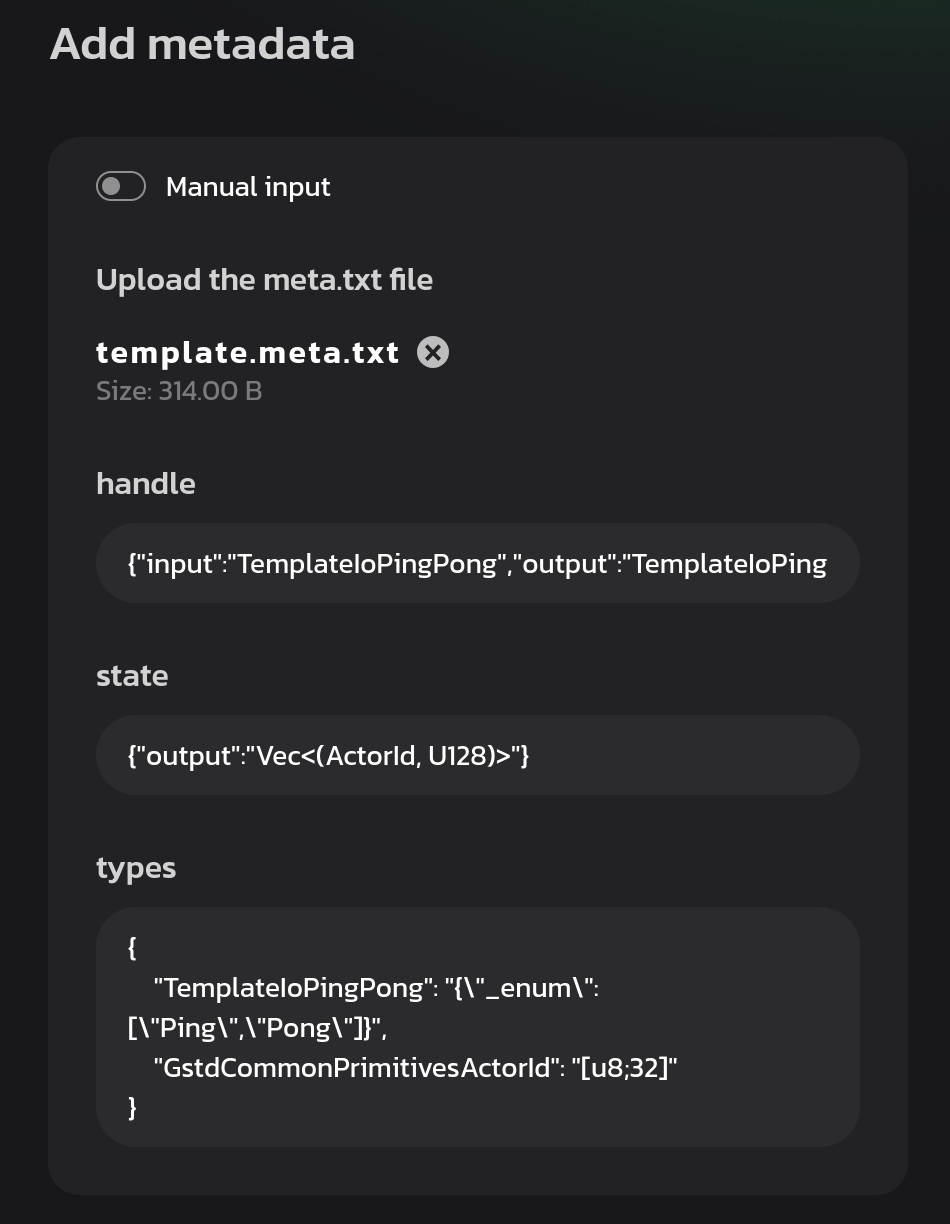 Add metadata
Manual input
Upload the meta.txt file
template.meta.txt
Size: 314.00 B
handle
{"input":"TemplateIoPingPong","output":"TemplateIoPing
state
{"output":"Vec<(ActorId, U128)>"}
types
{
"TemplateIoPingPong": "{\"_enum\":
[\"Ping\",\"Pong\"]}",
"GstdCommonPrimitivesActorId": "[u8;32]"
}